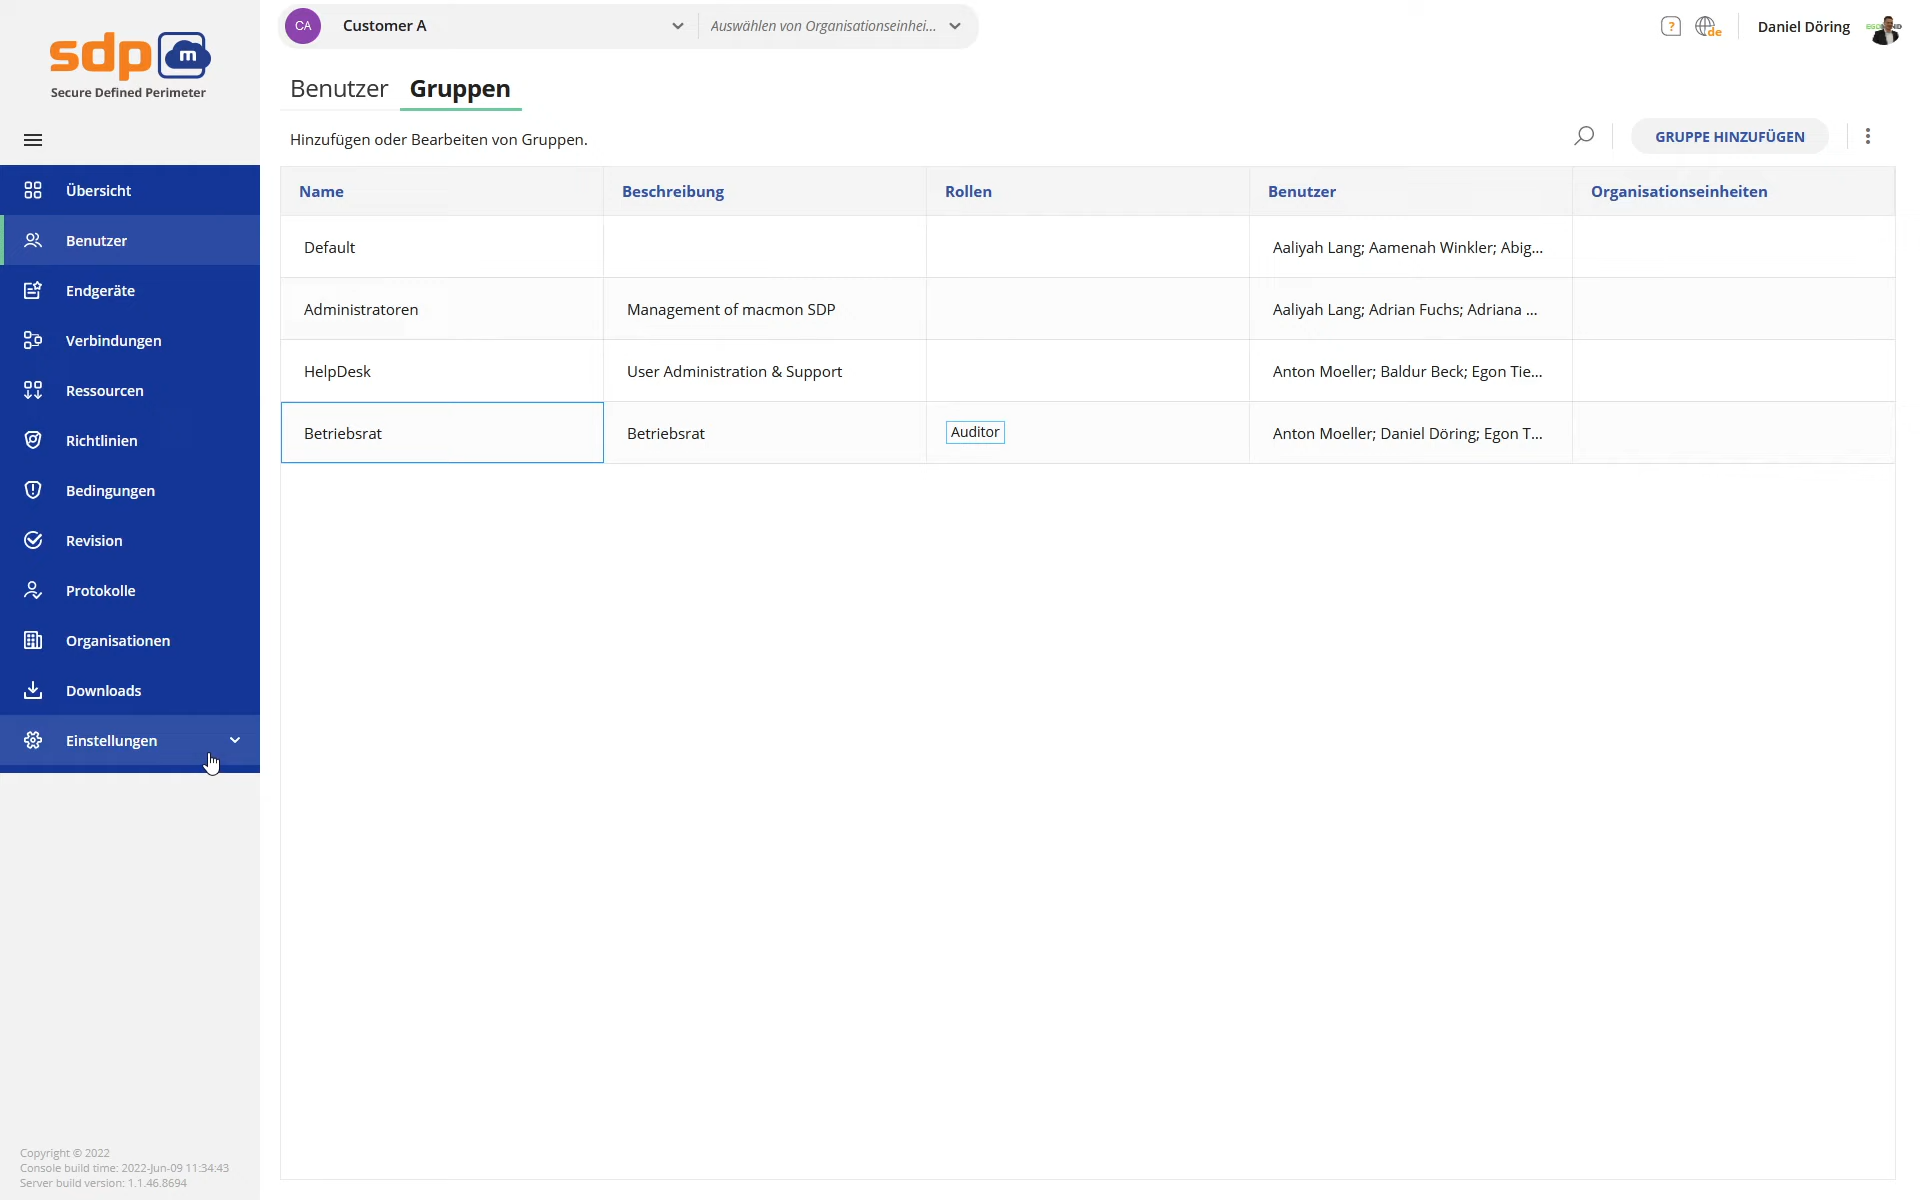 sdp m
Secure Defined Perimeter
CA Customer A Auswählen von Organisationseinhei...
? de Daniel Döring
Benutzer Gruppen
Hinzufügen oder Bearbeiten von Gruppen.
GRUPPE HINZUFÜGEN
Übersicht
Benutzer
Endgeräte
Verbindungen
Ressourcen
Richtlinien
Bedingungen
Revision
Protokolle
Organisationen
Downloads
Einstellungen
Name Beschreibung Rollen Benutzer Organisationseinheiten
Default Aaliyah Lang; Aamenah Winkler; Abig...
Administratoren Management of macmon SDP Aaliyah Lang; Adrian Fuchs; Adriana ...
HelpDesk User Administration & Support Anton Moeller; Baldur Beck; Egon Tie...
Betriebsrat Betriebsrat Auditor Anton Moeller; Daniel Döring; Egon T...
Copyright © 2022
Console build time: 2022-Jun-09 11:34:43
Server build version: 1.1.46.8694